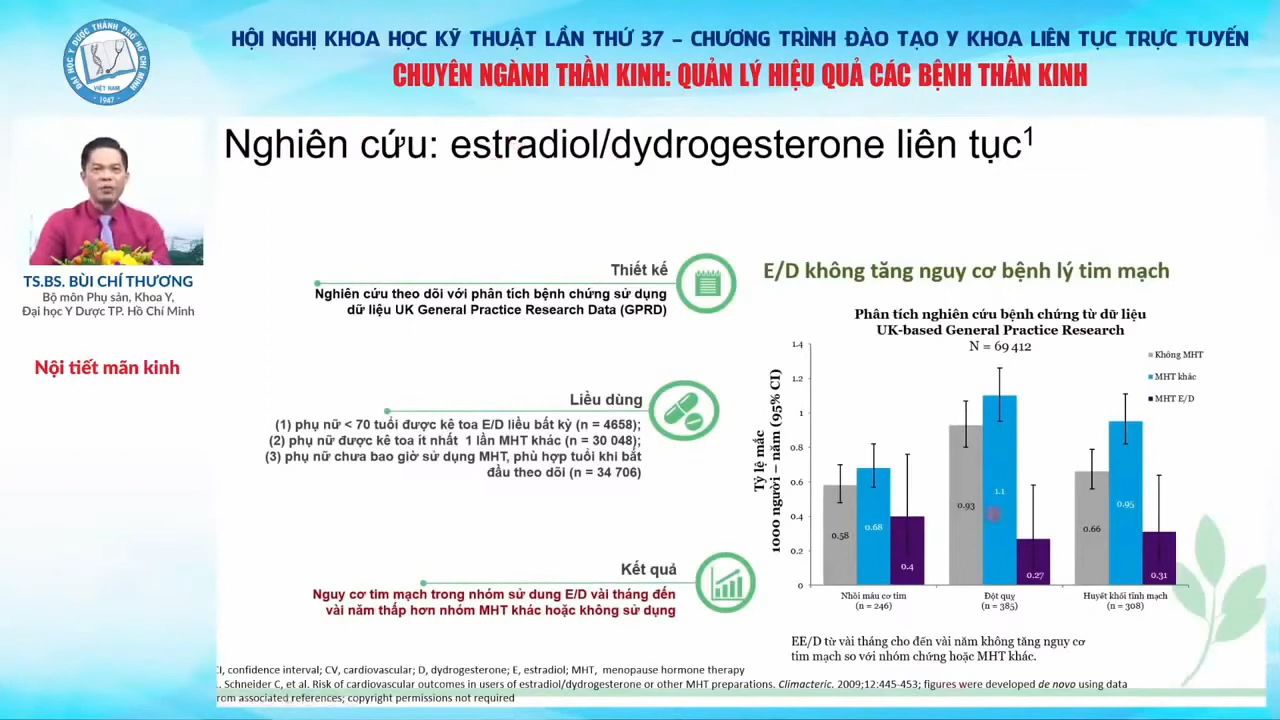 ĐẠI HỌC Y DƯỢC THÀNH PHỐ HỒ CHÍ MINH
VIỆT NAM
- 1947 -
HỘI NGHỊ KHOA HỌC KỸ THUẬT LẦN THỨ 37 – CHƯƠNG TRÌNH ĐÀO TẠO Y KHOA LIÊN TỤC TRỰC TUYẾN
CHUYÊN NGÀNH THẦN KINH: QUẢN LÝ HIỆU QUẢ CÁC BỆNH THẦN KINH
TS.BS. BÙI CHÍ THƯƠNG
Bộ môn Phụ sản, Khoa Y,
Đại học Y Dược TP. Hồ Chí Minh
Nội tiết mãn kinh
Nghiên cứu: estradiol/dydrogesterone liên tục¹
Thiết kế
Nghiên cứu theo dõi với phân tích bệnh chứng sử dụng
dữ liệu UK General Practice Research Data (GPRD)
Liều dùng
(1) phụ nữ < 70 tuổi được kê toa E/D liều bất kỳ (n = 4658);
(2) phụ nữ được kê toa ít nhất 1 lần MHT khác (n = 30 048);
(3) phụ nữ chưa bao giờ sử dụng MHT, phù hợp tuổi khi bắt
đầu theo dõi (n = 34 706)
Kết quả
Nguy cơ tim mạch trong nhóm sử dung E/D vài tháng đến
vài năm thấp hơn nhóm MHT khác hoặc không sử dụng
E/D không tăng nguy cơ bệnh lý tim mạch
Phân tích nghiên cứu bệnh chứng từ dữ liệu
UK-based General Practice Research
N = 69 412
Tỷ lệ mắc
1000 người – năm (95% CI)
1.4
1.2
1
0.8
0.6
0.4
0.2
0
Không MHT
MHT khác
MHT E/D
0.58
0.68
0.4
0.93
1.1
0.27
0.66
0.95
0.31
Nhồi máu cơ tim
(n = 246)
Đột quỵ
(n = 385)
Huyết khối tĩnh mạch
(n = 308)
EE/D từ vài tháng cho đến vài năm không tăng nguy cơ
tim mạch so với nhóm chứng hoặc MHT khác.
CI, confidence interval; CV, cardiovascular; D, dydrogesterone; E, estradiol; MHT, menopause hormone therapy
. Schneider C, et al. Risk of cardiovascular outcomes in users of estradiol/dydrogesterone or other MHT preparations. Climacteric. 2009;12:445-453; figures were developed de novo using data
rom associated references; copyright permissions not required